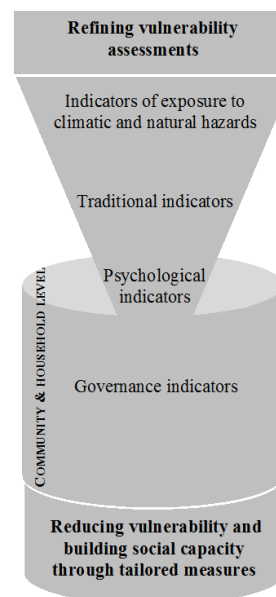 Refining vulnerability
assessments
Indicators of exposure to
climatic and natural hazards
Traditional indicators
Psychological
indicators
COMMUNITY & HOUSEHOLD LEVEL
Governance indicators
Reducing vulnerability and
building social capacity
through tailored measures